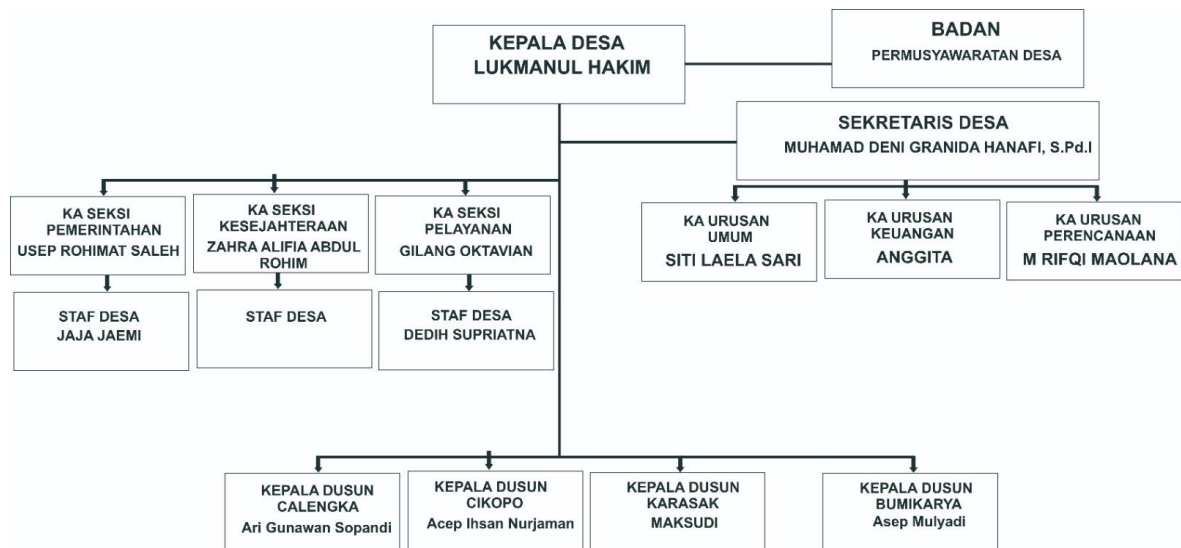 KEPALA DESA
LUKMANUL HAKIM
BADAN
PERMUSYAWARATAN DESA
SEKRETARIS DESA
MUHAMAD DENI GRANIDA HANAFI, S.Pd.I
KA SEKSI
PEMERINTAHAN
USEP ROHIMAT SALEH
KA SEKSI
KESEJAHTERAAN
ZAHRA ALIFIA ABDUL
ROHIM
KA SEKSI
PELAYANAN
GILANG OKTAVIAN
KA URUSAN
UMUM
SITI LAELA SARI
KA URUSAN
KEUANGAN
ANGGITA
KA URUSAN
PERENCANAAN
M RIFQI MAOLANA
STAF DESA
JAJA JAEMI
STAF DESA
STAF DESA
DEDIH SUPRIATNA
KEPALA DUSUN
CALENGKA
Ari Gunawan Sopandi
KEPALA DUSUN
CIKOPO
Acep Ihsan Nurjaman
KEPALA DUSUN
KARASAK
MAKSUDI
KEPALA DUSUN
BUMIKARYA
Asep Mulyadi